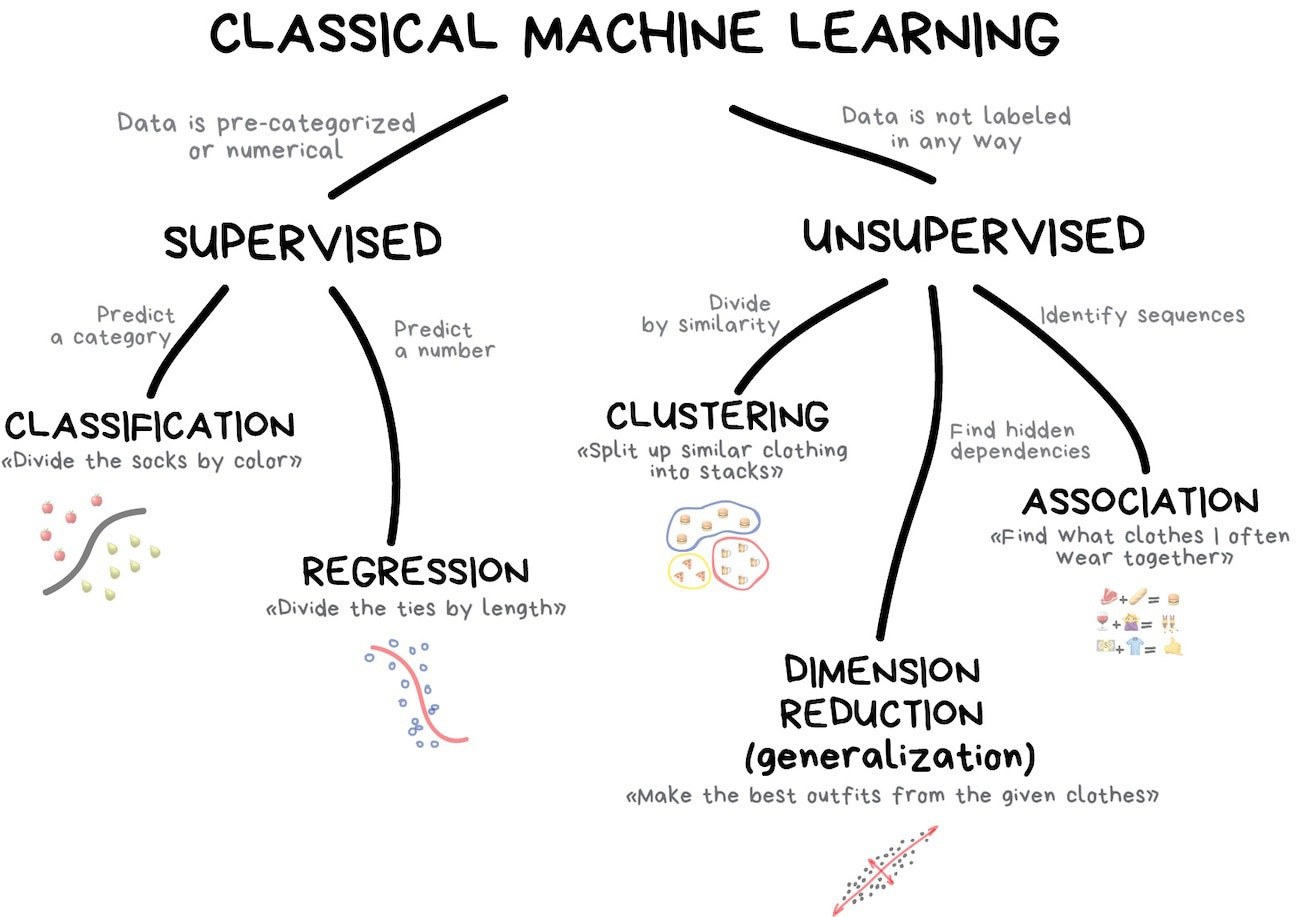 CLASSICAL MACHINE LEARNING
Data is pre-categorized
or numerical
Data is not labeled
in any way
SUPERVISED
UNSUPERVISED
Predict
a category
Predict
a number
Divide
by similarity
Identify sequences
CLASSIFICATION
«Divide the socks by color»
CLUSTERING
«Split up similar clothing
into stacks»
Find hidden
dependencies
ASSOCIATION
«Find what clothes I often
wear together»
REGRESSION
«Divide the ties by length»
+ =
+ =
+ =
DIMENSION
REDUCTION
(generalization)
«Make the best outfits from the given clothes»